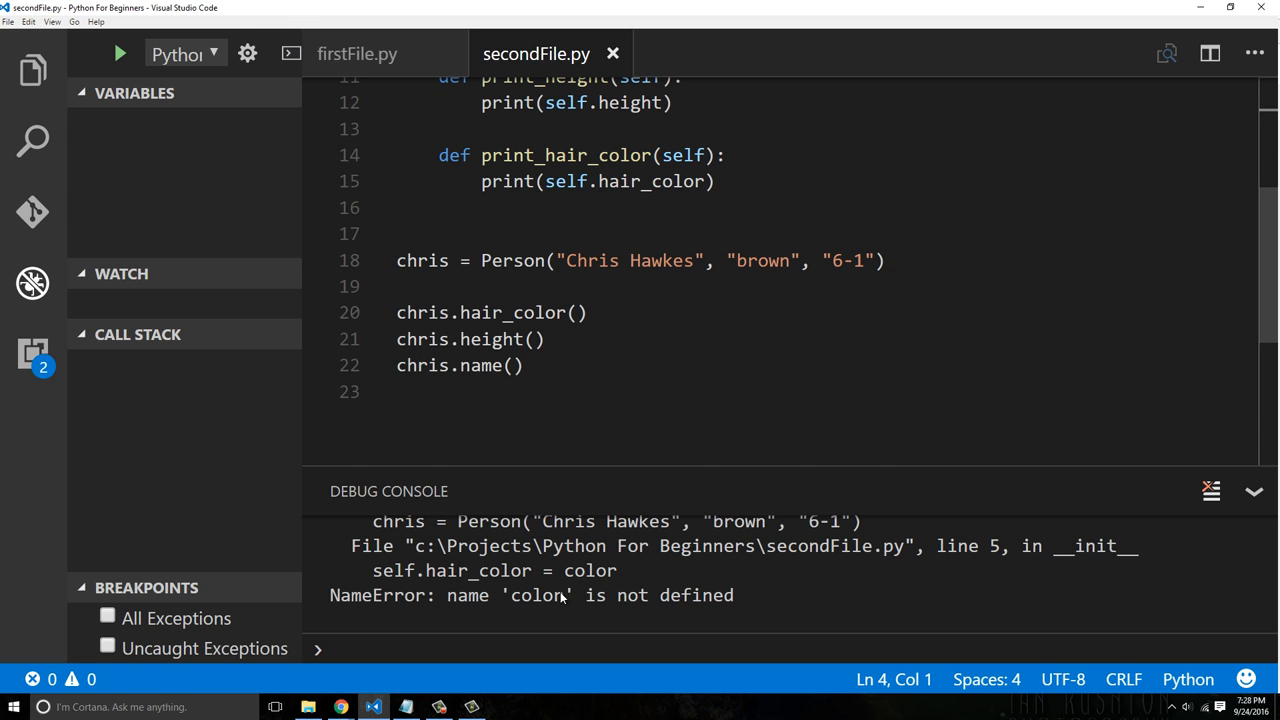 secondFile.py - Python For Beginners - Visual Studio Code
File Edit View Go Help
Python
firstFile.py
secondFile.py
VARIABLES
WATCH
CALL STACK
BREAKPOINTS
All Exceptions
Uncaught Exceptions
2
11 def print_height(self):
12 print(self.height)
13
14 def print_hair_color(self):
15 print(self.hair_color)
16
17
18 chris = Person("Chris Hawkes", "brown", "6-1")
19
20 chris.hair_color()
21 chris.height()
22 chris.name()
23
DEBUG CONSOLE
chris = Person("Chris Hawkes", "brown", "6-1")
File "c:\Projects\Python For Beginners\secondFile.py", line 5, in __init__
self.hair_color = color
NameError: name 'color' is not defined
0 0
Ln 4, Col 1 Spaces: 4 UTF-8 CRLF Python
I'm Cortana. Ask me anything.
7:28 PM
9/24/2016